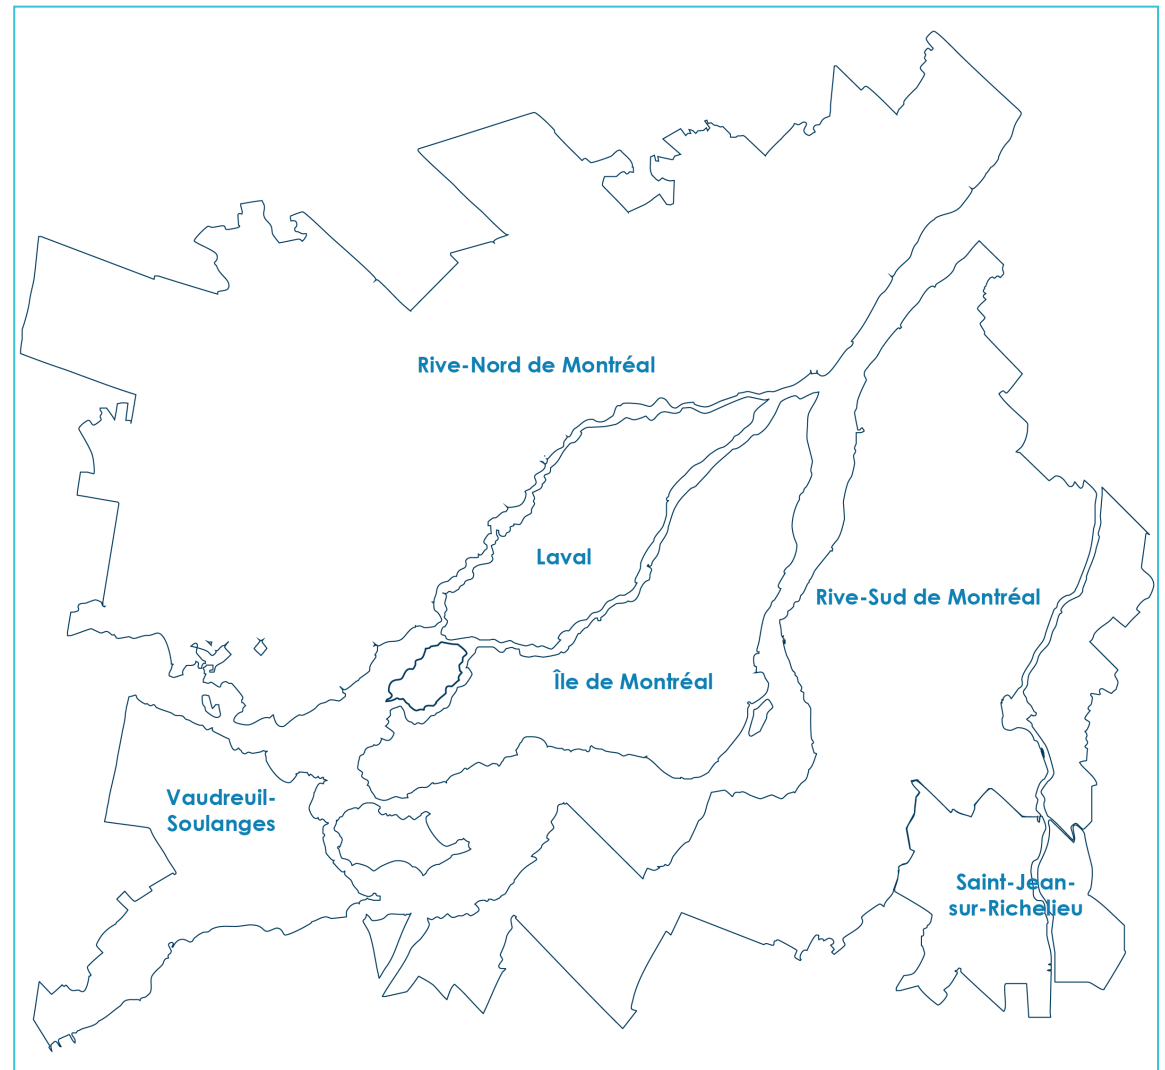 Rive-Nord de Montréal
Laval
Rive-Sud de Montréal
Île de Montréal
Vaudreuil-
Soulanges
Saint-Jean-
sur-Richelieu